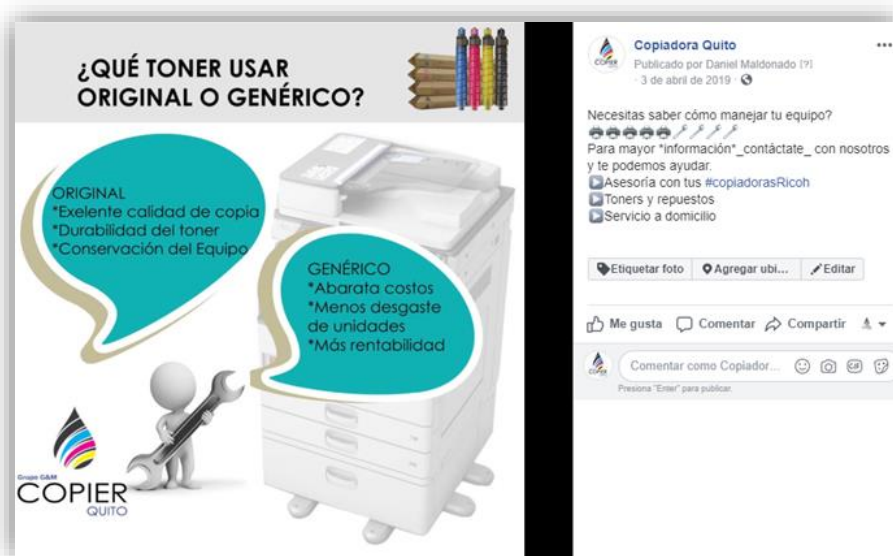 ¿QUÉ TONER USAR
ORIGINAL O GENÉRICO?
ORIGINAL
*Exelente calidad de copia
*Durabilidad del toner
*Conservación del Equipo
GENÉRICO
*Abarata costos
*Menos desgaste
de unidades
*Más rentabilidad
Grupo G&M
COPIER
QUITO
Copiadora Quito
Publicado por Daniel Maldonado [?]
· 3 de abril de 2019 ·
Necesitas saber cómo manejar tu equipo?
Para mayor *información*_contáctate_ con nosotros
y te podemos ayudar.
Asesoría con tus #copiadorasRicoh
Toners y repuestos
Servicio a domicilio
Etiquetar foto Agregar ubi... Editar
Me gusta Comentar Compartir
Comentar como Copiador... GIF
Presiona "Enter" para publicar.